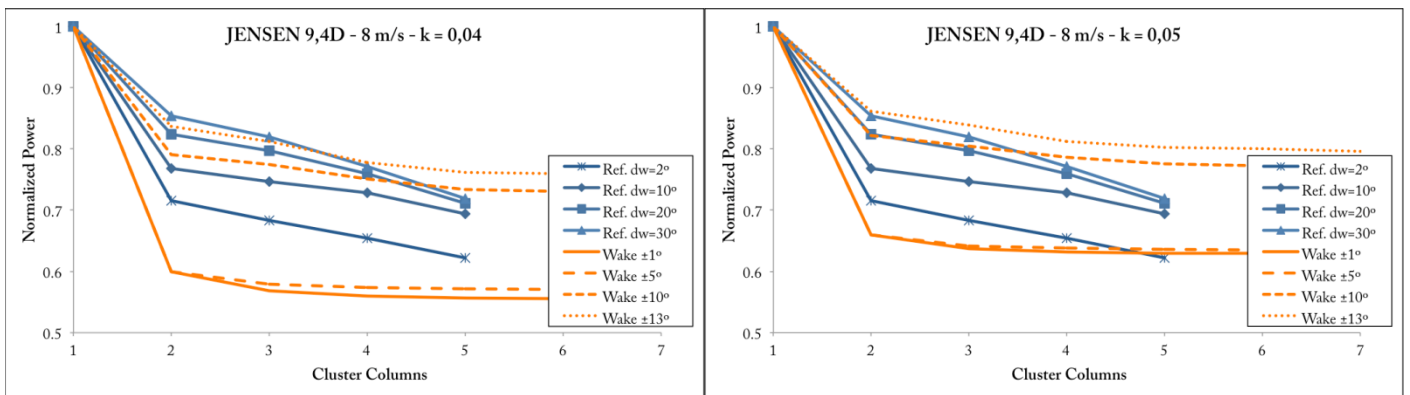 JENSEN 9,4D - 8 m/s - k = 0,04
Normalized Power
1
0.9
0.8
0.7
0.6
0.5
Ref. dw=2º
Ref. dw=10º
Ref. dw=20º
Ref. dw=30º
Wake ±1º
Wake ±5º
Wake ±10º
Wake ±13º
1 2 3 4 5 6 7
Cluster Columns
JENSEN 9,4D - 8 m/s - k = 0,05
Normalized Power
1
0.9
0.8
0.7
0.6
0.5
Ref. dw=2º
Ref. dw=10º
Ref. dw=20º
Ref. dw=30º
Wake ±1º
Wake ±5º
Wake ±10º
Wake ±13º
1 2 3 4 5 6 7
Cluster Columns